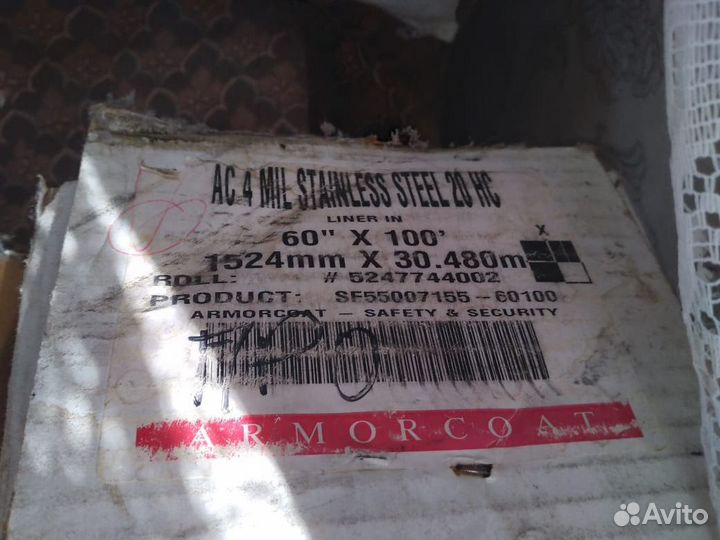 AC 4 MIL STAINLESS STEEL 20 HC
LINER IN
60" X 100'
X
1524mm X 30.480m
ROLL: # 5247744002
PRODUCT: SF55007155-60100
ARMORCOAT – SAFETY & SECURITY
ARMORCOAT
Avito